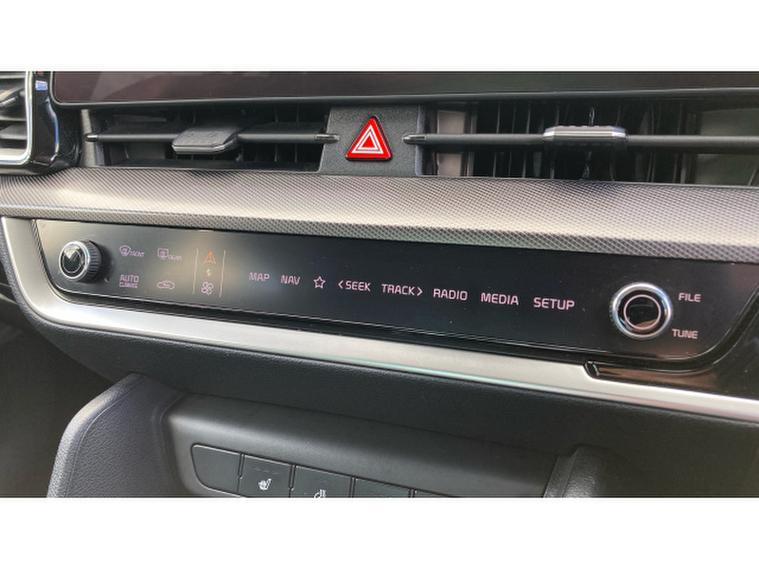 FRONT REAR
AUTO
CLIMATE
MAP NAV SEEK TRACK RADIO MEDIA SETUP
FILE
TUNE